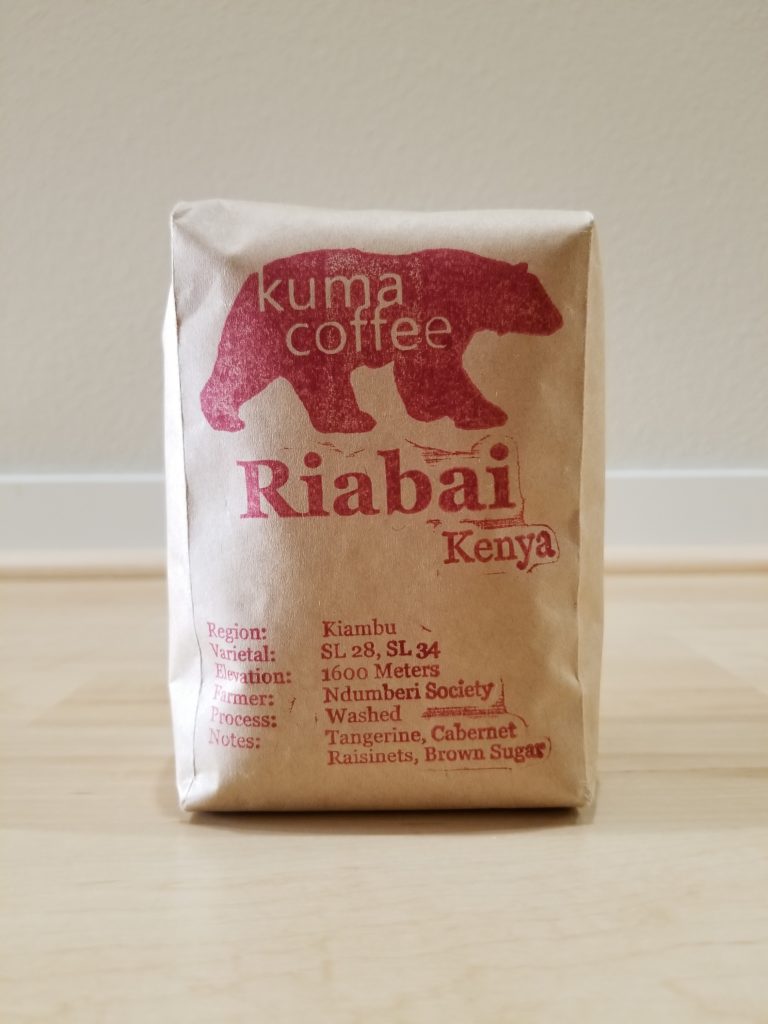 kuma
coffee
Riabai
Kenya
Region: Kiambu
Varietal: SL 28, SL 34
Elevation: 1600 Meters
Farmer: Ndumberi Society
Process: Washed
Notes: Tangerine, Cabernet
Raisinets, Brown Sugar